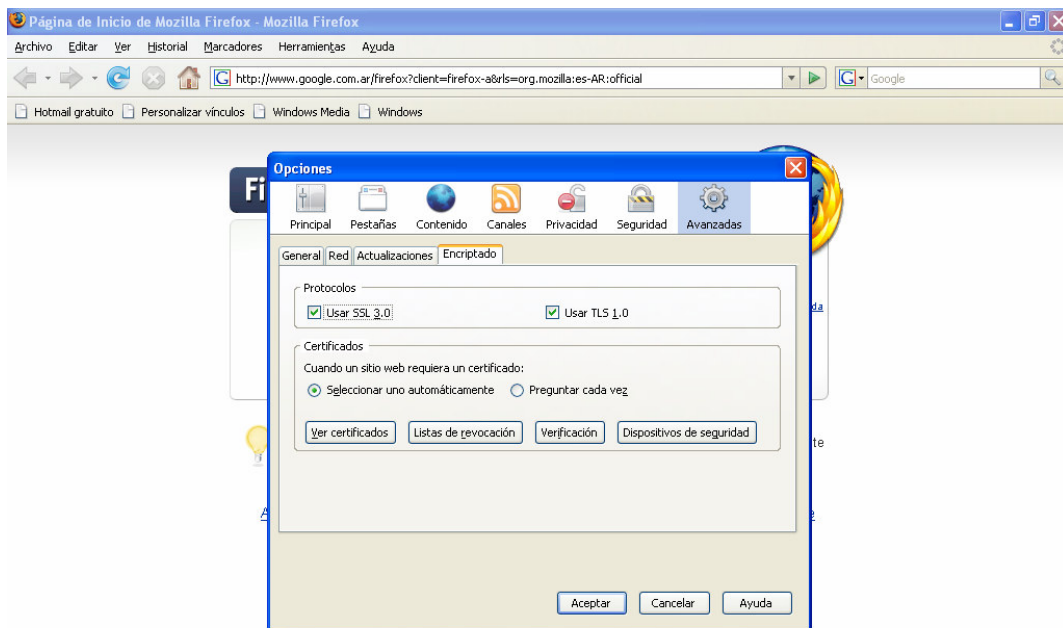 Página de Inicio de Mozilla Firefox - Mozilla Firefox
Archivo Editar Ver Historial Marcadores Herramientas Ayuda
http://www.google.com.ar/firefox?client=firefox-a&rls=org.mozilla:es-AR:official Google
Hotmail gratuito Personalizar vínculos Windows Media Windows
Opciones
Fi
Principal Pestañas Contenido Canales Privacidad Seguridad Avanzadas
General Red Actualizaciones Encriptado
Protocolos
Usar SSL 3.0 Usar TLS 1.0
da
Certificados
Cuando un sitio web requiera un certificado:
Seleccionar uno automáticamente Preguntar cada vez
Ver certificados Listas de revocación Verificación Dispositivos de seguridad
te
A
Aceptar Cancelar Ayuda